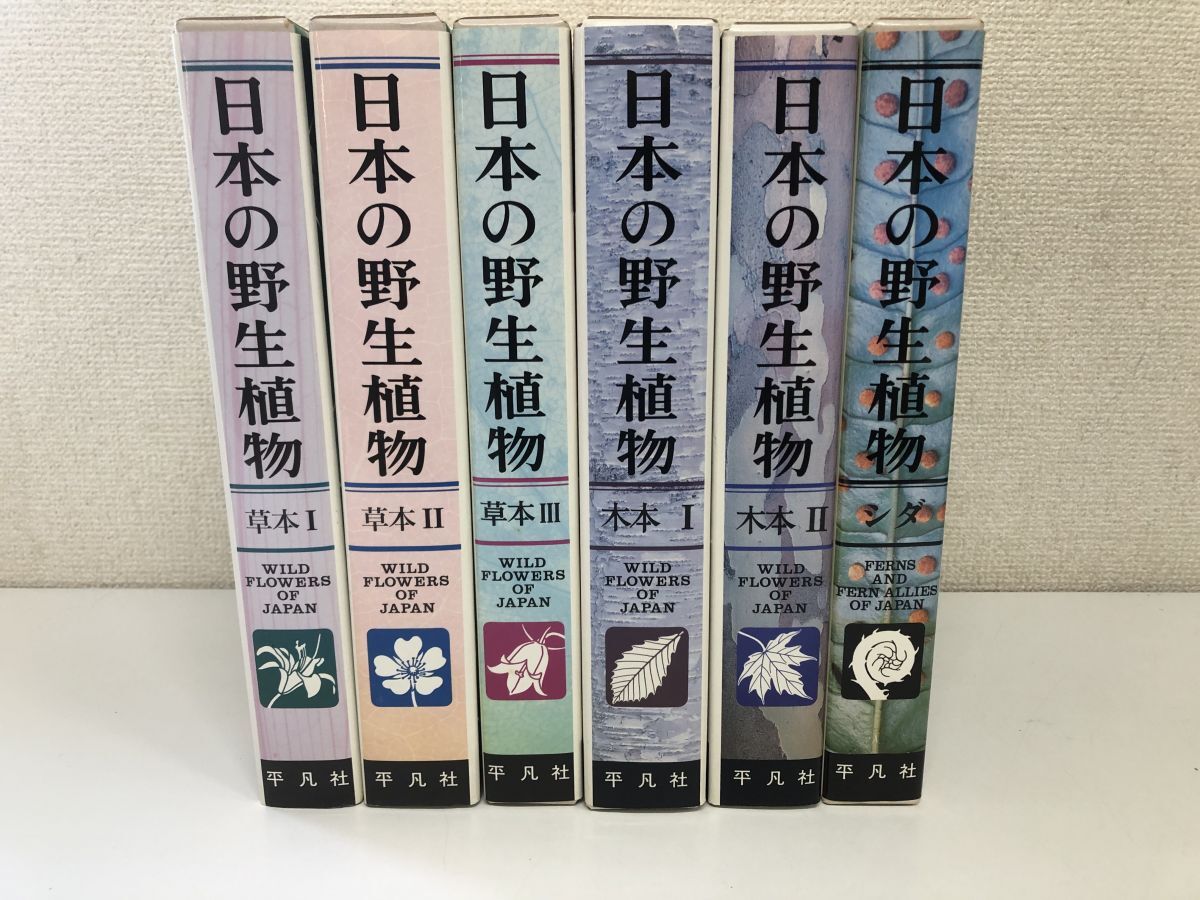 日本の野生植物
草本 I
WILD
FLOWERS
OF
JAPAN
平凡社
日本の野生植物
草本 II
WILD
FLOWERS
OF
JAPAN
平凡社
日本の野生植物
草本 III
WILD
FLOWERS
OF
JAPAN
平凡社
日本の野生植物
木本 I
WILD
FLOWERS
OF
JAPAN
平凡社
日本の野生植物
木本 II
WILD
FLOWERS
OF
JAPAN
平凡社
日本の野生植物
シダ
FERNS
AND
FERN ALLIES
OF JAPAN
平凡社